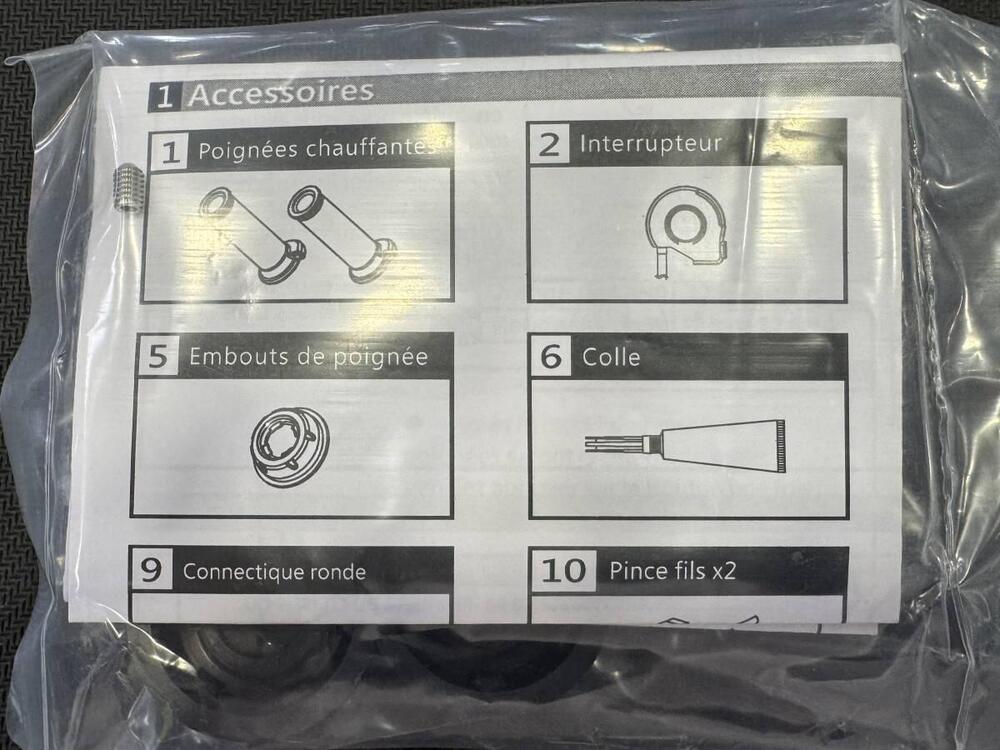 1 Accessoires
1 Poignées chauffantes
2 Interrupteur
5 Embouts de poignée
6 Colle
9 Connectique ronde
10 Pince fils x2